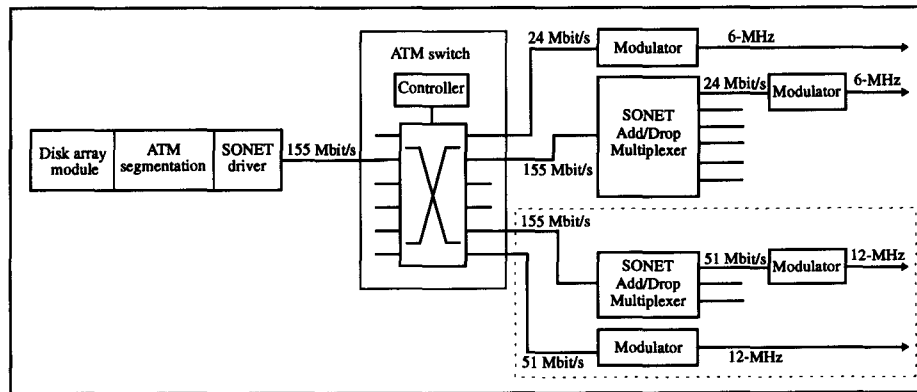 24 Mbit/s
Modulator
6-MHz
ATM switch
Controller
24 Mbit/s
Modulator
6-MHz
SONET
Add/Drop
Multiplexer
Disk array
module
ATM
segmentation
SONET
driver
155 Mbit/s
155 Mbit/s
155 Mbit/s
SONET
Add/Drop
Multiplexer
51 Mbit/s
Modulator
12-MHz
51 Mbit/s
Modulator
12-MHz